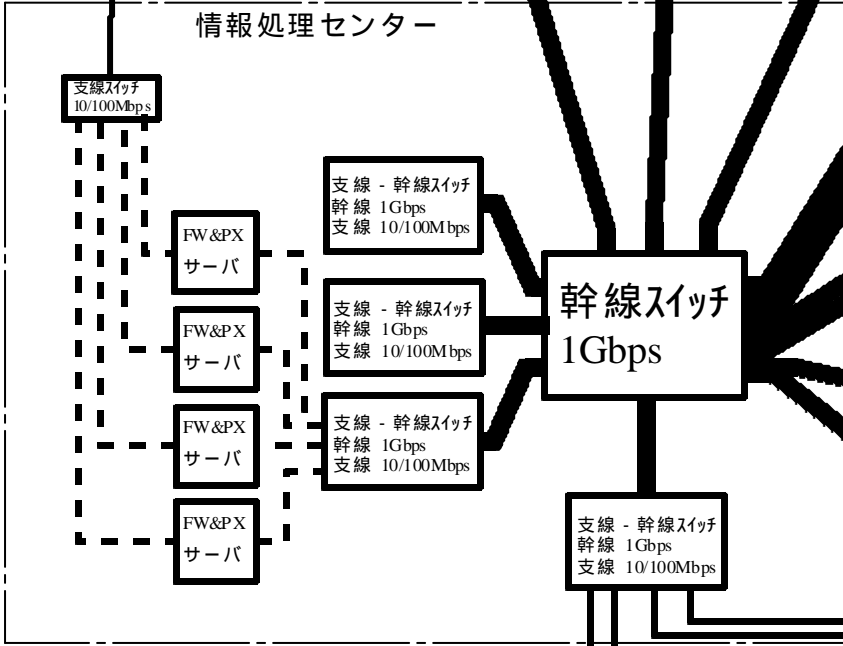 情報処理センター
支線スイッチ
10/100Mbps
支線 - 幹線スイッチ
幹線 1Gbps
支線 10/100Mbps
FW&PX
サーバ
幹線スイッチ
1Gbps
支線 - 幹線スイッチ
幹線 1Gbps
支線 10/100Mbps
FW&PX
サーバ
支線 - 幹線スイッチ
幹線 1Gbps
支線 10/100Mbps
FW&PX
サーバ
FW&PX
サーバ
支線 - 幹線スイッチ
幹線 1Gbps
支線 10/100Mbps